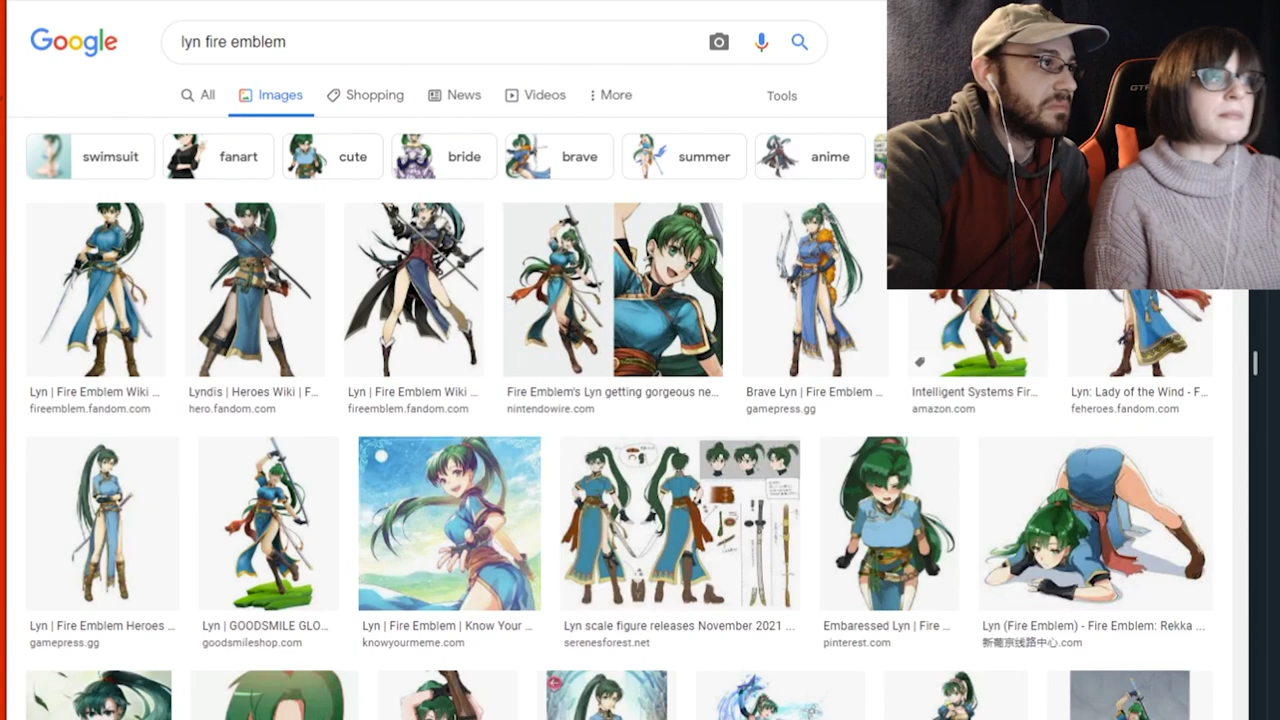 Google
lyn fire emblem
All
Images
Shopping
News
Videos
More
Tools
swimsuit
fanart
cute
bride
brave
summer
anime
GTR
Lyn | Fire Emblem Wiki ...
fireemblem.fandom.com
Lyndis | Heroes Wiki | F...
hero.fandom.com
Lyn | Fire Emblem Wiki ...
fireemblem.fandom.com
Fire Emblem's Lyn getting gorgeous ne...
nintendowire.com
Brave Lyn | Fire Emblem ...
gamepress.gg
Intelligent Systems Fir...
amazon.com
Lyn: Lady of the Wind - F...
feheroes.fandom.com
Lyn | Fire Emblem Heroes ...
gamepress.gg
Lyn | GOODSMILE GLO...
goodsmileshop.com
Lyn | Fire Emblem | Know Your ...
knowyourmeme.com
Lyn scale figure releases November 2021 ...
serenesforest.net
Embaressed Lyn | Fire ...
pinterest.com
Lyn (Fire Emblem) - Fire Emblem: Rekka ...
新葡京线路中心.com